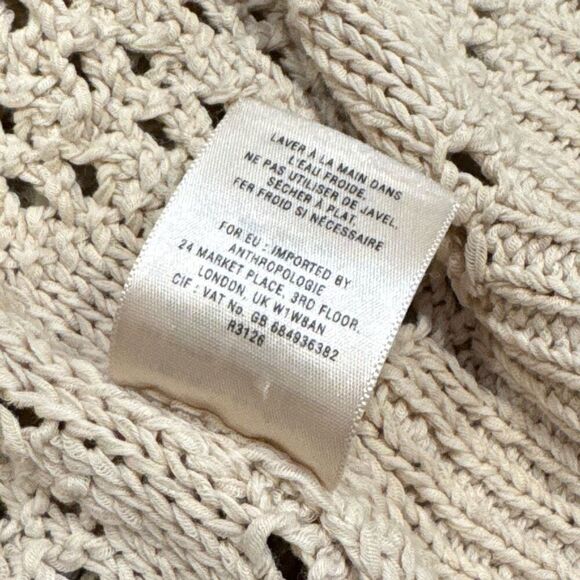 LAVER À LA MAIN DANS
L'EAU FROIDE.
NE PAS UTILISER DE JAVEL.
SÉCHER À PLAT.
FER FROID SI NÉCESSAIRE
FOR EU : IMPORTED BY
ANTHROPOLOGIE
24 MARKET PLACE, 3RD FLOOR,
LONDON, UK W1W8AN
CIF : VAT No. GB 684936382
R3126